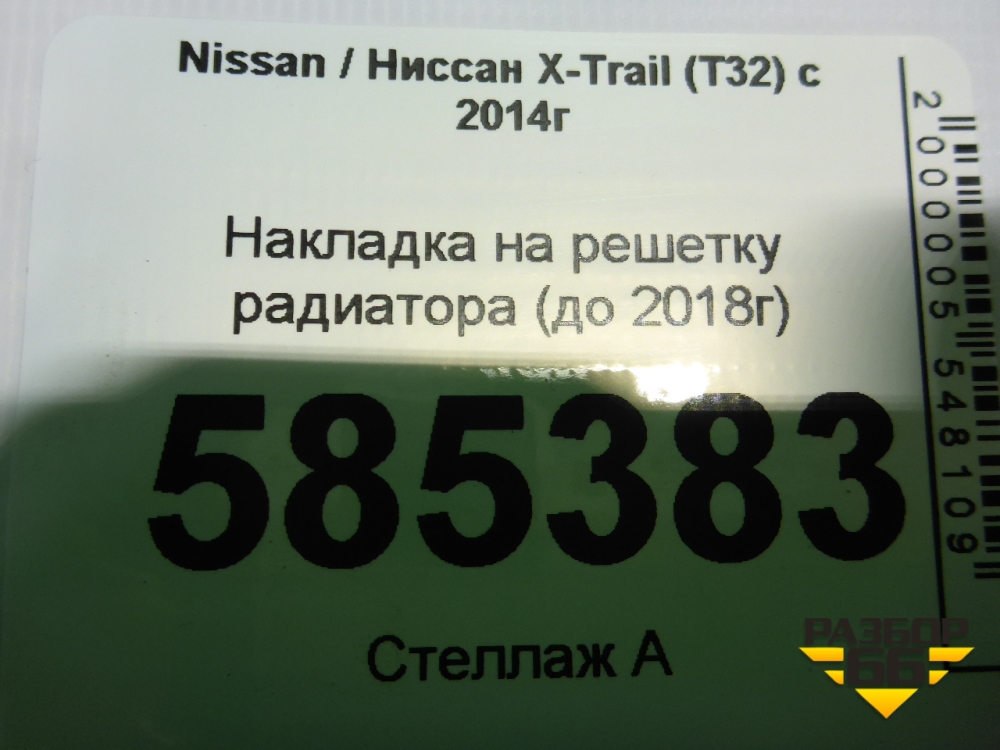 Nissan / Ниссан X-Trail (T32) с
2014г
Накладка на решетку
радиатора (до 2018г)
585383
Стеллаж А
2000005548109
РАЗБОР
66